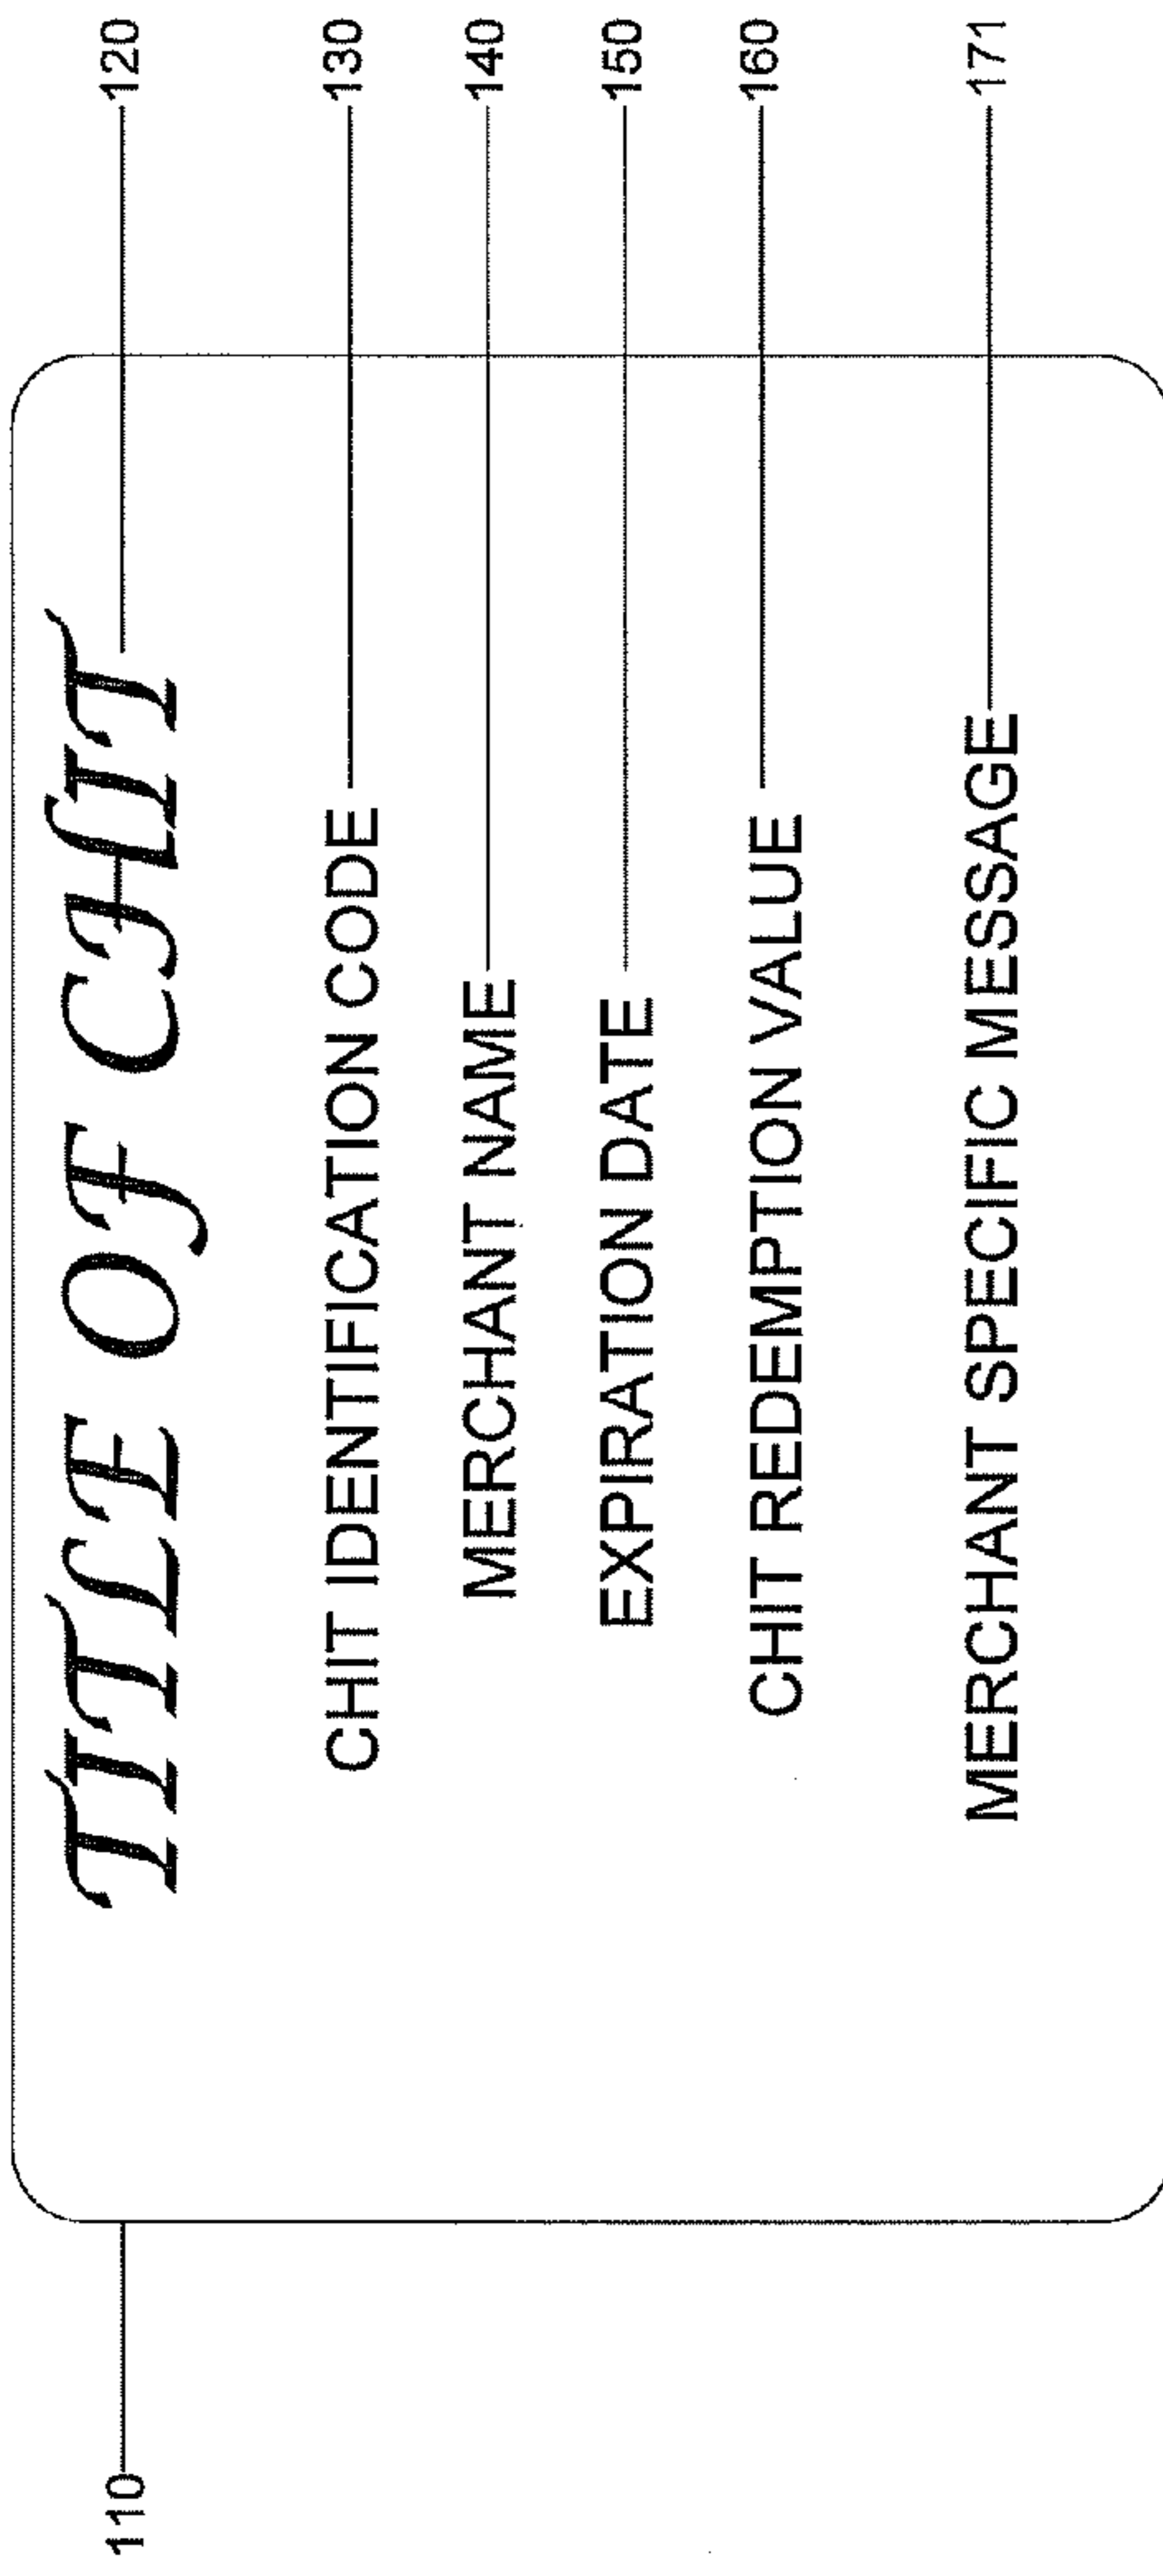 110 TITLE OF CHIT 120
CHIT IDENTIFICATION CODE 130
MERCHANT NAME 140
EXPIRATION DATE 150
CHIT REDEMPTION VALUE 160
MERCHANT SPECIFIC MESSAGE 171